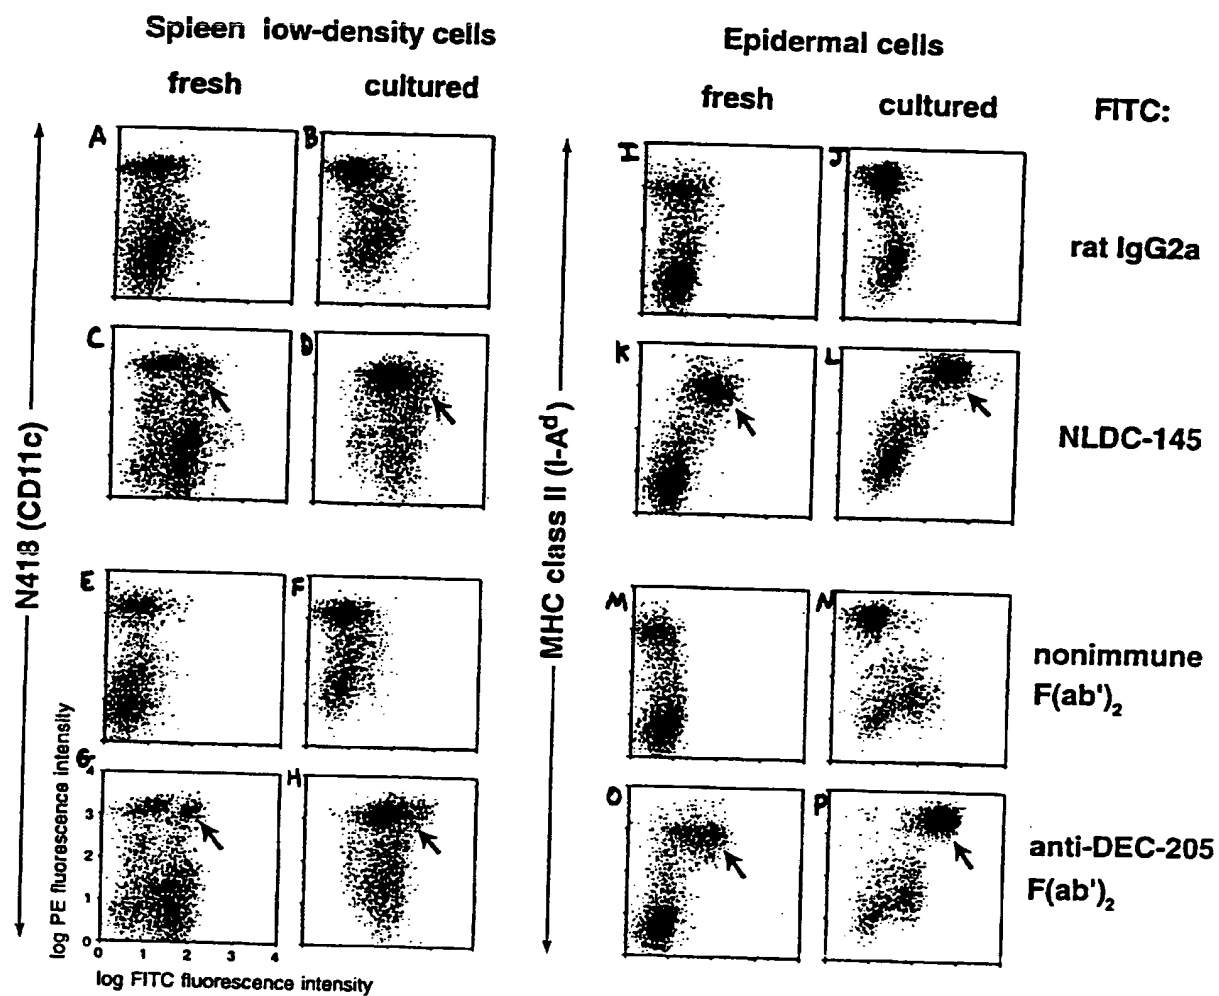 Spleen low-density cells
Epidermal cells
fresh
cultured
fresh
cultured
FITC:
A
B
I
J
rat IgG2a
C
D
K
L
NLDC-145
N418 (CD11c)
MHC class II (I-Aᵈ)
E
F
M
N
nonimmune
F(ab')₂
G
H
O
P
anti-DEC-205
F(ab')₂
log PE fluorescence intensity
4
3
2
1
0
0 1 2 3 4
log FITC fluorescence intensity